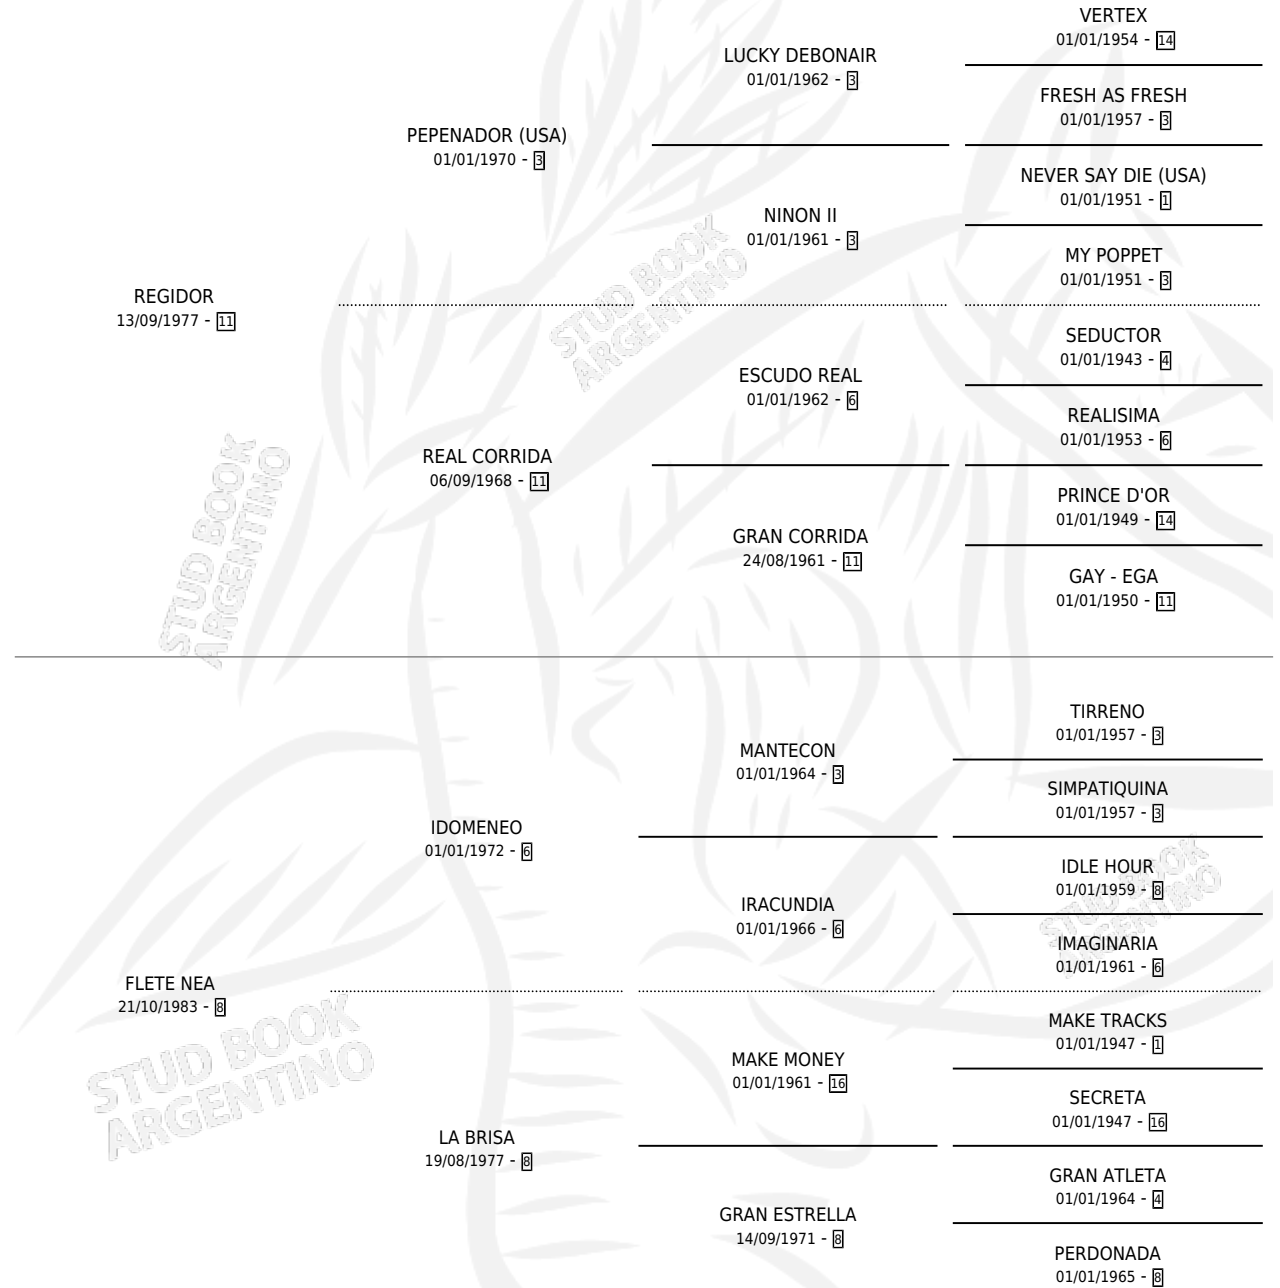 VERTEX
01/01/1954 - 14
LUCKY DEBONAIR
01/01/1962 - 3
FRESH AS FRESH
01/01/1957 - 3
PEPENADOR (USA)
01/01/1970 - 3
NEVER SAY DIE (USA)
01/01/1951 - 1
NINON II
01/01/1961 - 3
MY POPPET
01/01/1951 - 3
REGIDOR
13/09/1977 - 11
SEDUCTOR
01/01/1943 - 4
ESCUDO REAL
01/01/1962 - 6
REALISIMA
01/01/1953 - 6
REAL CORRIDA
06/09/1968 - 11
PRINCE D'OR
01/01/1949 - 14
GRAN CORRIDA
24/08/1961 - 11
GAY - EGA
01/01/1950 - 11
TIRRENO
01/01/1957 - 3
MANTECON
01/01/1964 - 3
SIMPATIQUINA
01/01/1957 - 3
IDOMENEO
01/01/1972 - 6
IDLE HOUR
01/01/1959 - 8
IRACUNDIA
01/01/1966 - 6
IMAGINARIA
01/01/1961 - 6
FLETE NEA
21/10/1983 - 8
MAKE TRACKS
01/01/1947 - 1
MAKE MONEY
01/01/1961 - 16
SECRETA
01/01/1947 - 16
LA BRISA
19/08/1977 - 8
GRAN ATLETA
01/01/1964 - 4
GRAN ESTRELLA
14/09/1971 - 8
PERDONADA
01/01/1965 - 8
STUD BOOK
ARGENTINO
STUD BOOK
ARGENTINO
STUD BOOK
ARGENTINO
STUD BOOK
ARGENTINO